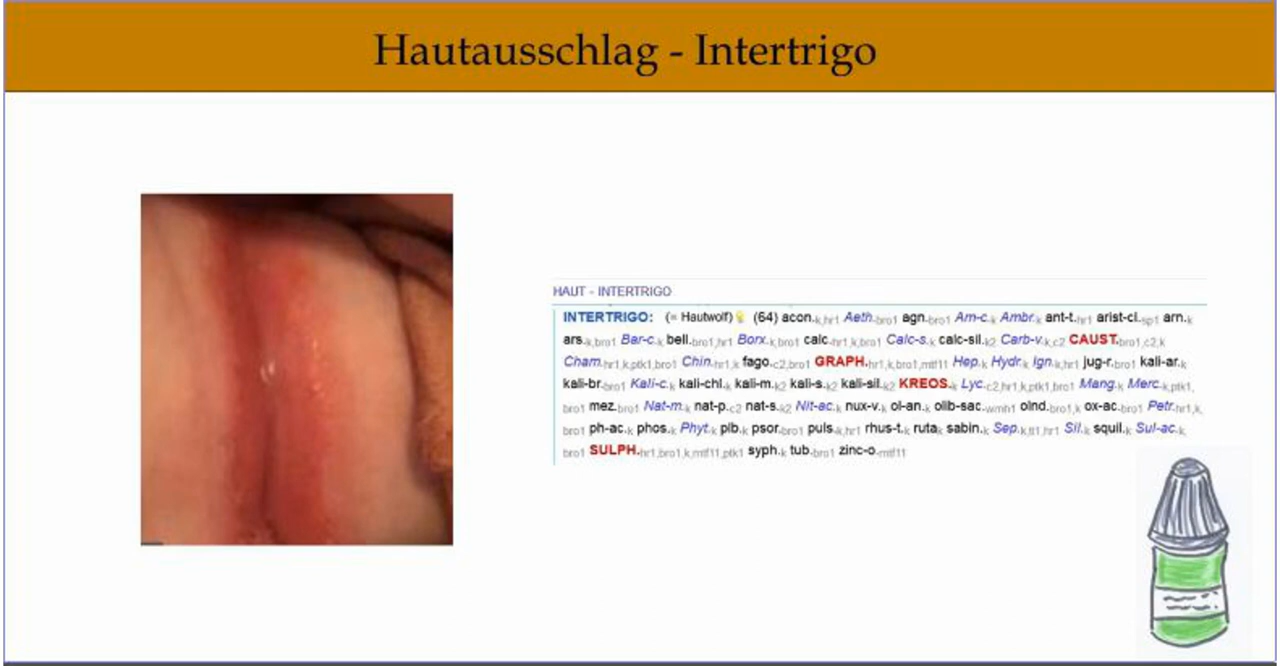 Hautausschlag - Intertrigo
HAUT - INTERTRIGO
INTERTRIGO: (= Hautwolf) (64) acon.k,hr1 Aeth.bro1 agn.bro1 Am-c.k Ambr.k ant-t.hr1 arist-cl.sp1 arn.k
ars.k,bro1 Bar-c.k bell.bro1,hr1 Borx.k,bro1 calc.hr1,k,bro1 Calc-s.k calc-sil.k2 Carb-v.k,c2 CAUST.bro1,c2,k
Cham.hr1,k,ptk1,bro1 Chin.hr1,k fago.c2,bro1 GRAPH.hr1,k,bro1,mtf11 Hep.k Hydr.k Ign.k,hr1 jug-r.bro1 kali-ar.k
kali-br.bro1 Kali-c.k kali-chl.k kali-m.k2 kali-s.k2 kali-sil.k2 KREOS.k Lyc.c2,hr1,k,ptk1,bro1 Mang.k Merc.k,ptk1,
bro1 mez.bro1 Nat-m.k nat-p.c2 nat-s.k2 Nit-ac.k nux-v.k ol-an.k olib-sac.wmh1 olnd.bro1,k ox-ac.bro1 Petr.hr1,k,
bro1 ph-ac.k phos.k Phyt.k plb.k psor.bro1 puls.k,hr1 rhus-t.k ruta.k sabin.k Sep.k,tl1,hr1 Sil.k squil.k Sul-ac.k,
bro1 SULPH.hr1,bro1,k,mtf11,ptk1 syph.k tub.bro1 zinc-o.mtf11